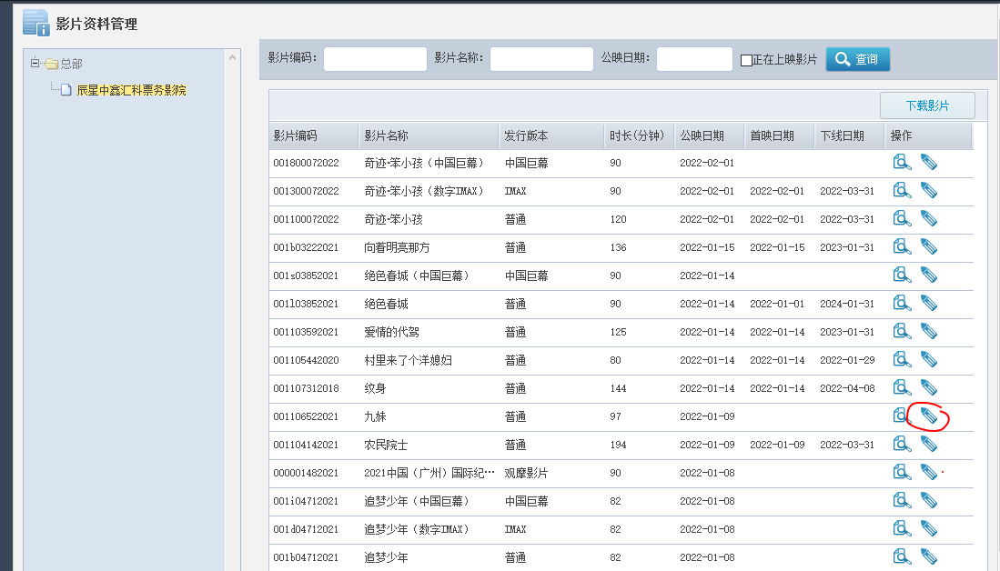 影片资料管理
总部
辰星中鑫汇科票务影院
影片编码: 影片名称: 公映日期: 正在上映影片 查询
下载影片
影片编码 影片名称 发行版本 时长(分钟) 公映日期 首映日期 下线日期 操作
001800072022 奇迹·笨小孩（中国巨幕） 中国巨幕 90 2022-02-01
001300072022 奇迹·笨小孩（数字IMAX） IMAX 90 2022-02-01 2022-02-01 2022-03-31
001100072022 奇迹·笨小孩 普通 120 2022-02-01 2022-02-01 2022-03-31
001b03222021 向着明亮那方 普通 136 2022-01-15 2022-01-15 2023-01-31
001s03852021 绝色春城（中国巨幕） 中国巨幕 90 2022-01-14
001l03852021 绝色春城 普通 90 2022-01-14 2022-01-01 2024-01-31
001103592021 爱情的代驾 普通 125 2022-01-14 2022-01-14 2023-01-31
001105442020 村里来了个洋媳妇 普通 80 2022-01-14 2022-01-14 2022-01-29
001107312018 纹身 普通 144 2022-01-14 2022-01-14 2022-04-08
001106522021 九妹 普通 97 2022-01-09
001104142021 农民院士 普通 194 2022-01-09 2022-01-09 2022-03-31
000001482021 2021中国（广州）国际纪… 观摩影片 90 2022-01-08
001i04712021 追梦少年（中国巨幕） 中国巨幕 82 2022-01-08
001d04712021 追梦少年（数字IMAX） IMAX 82 2022-01-08
001b04712021 追梦少年 普通 82 2022-01-08